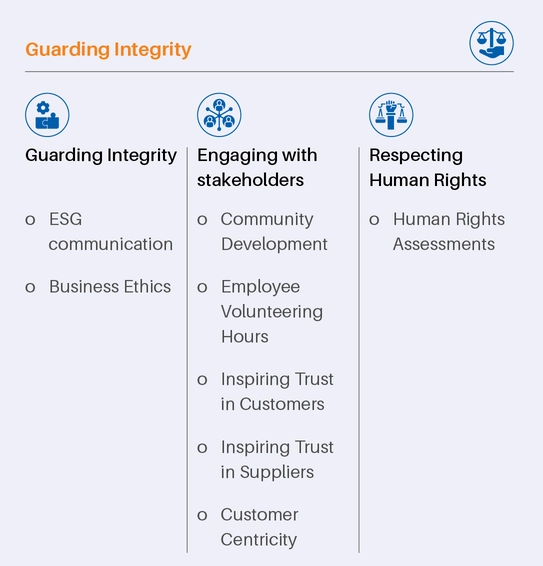 Guarding Integrity
Guarding Integrity
o ESG
communication
o Business Ethics
Engaging with
stakeholders
o Community
Development
o Employee
Volunteering
Hours
o Inspiring Trust
in Customers
o Inspiring Trust
in Suppliers
o Customer
Centricity
Respecting
Human Rights
o Human Rights
Assessments